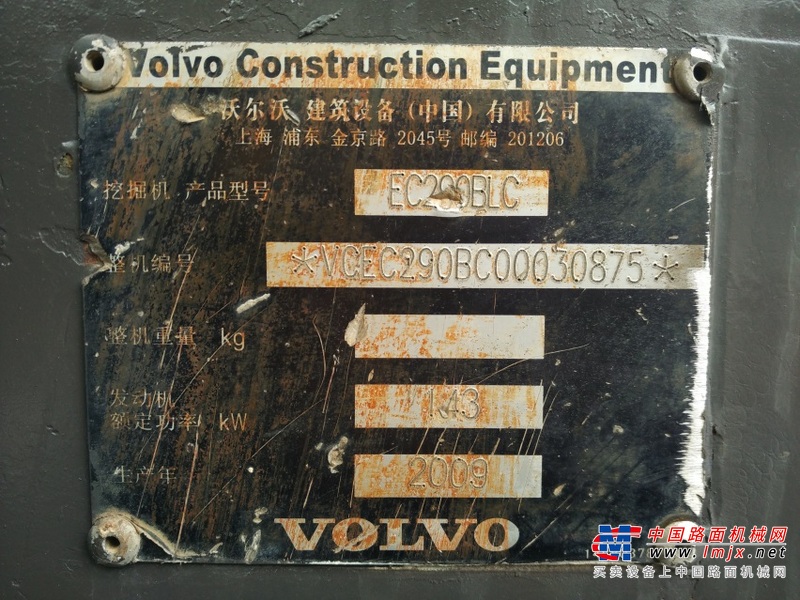 Volvo Construction Equipment
沃尔沃 建筑设备（中国）有限公司
上海 浦东 金京路 2045号 邮编 201206
挖掘机 产品型号 EC290BLC
整机编号 *VCEC290BC00030875*
整机重量 kg
发动机
额定功率 kW 143
生产年 2009
VOLVO
中国路面机械网
www.lmjx.net
买卖设备上中国路面机械网